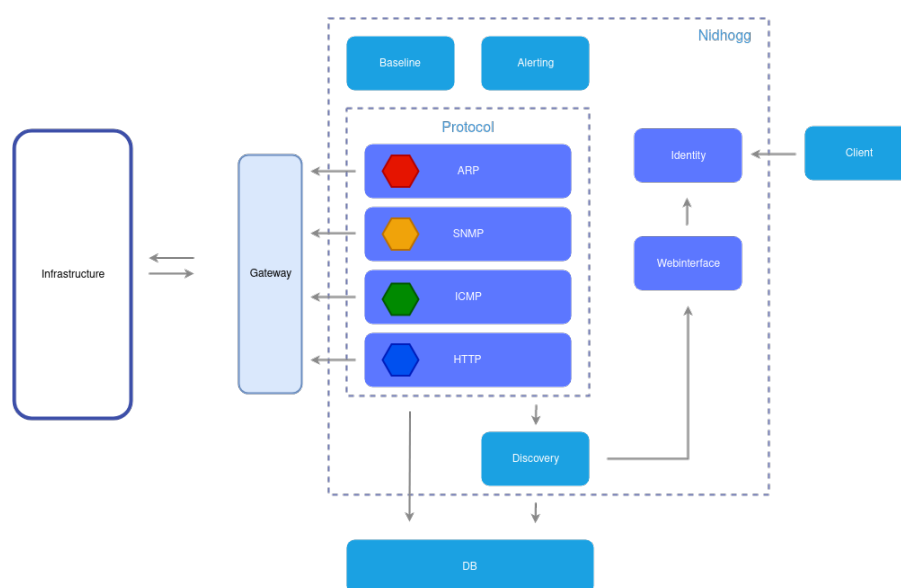 Nidhogg
Baseline
Alerting
Protocol
ARP
Identity
Client
SNMP
Infrastructure
Gateway
Webinterface
ICMP
HTTP
Discovery
DB